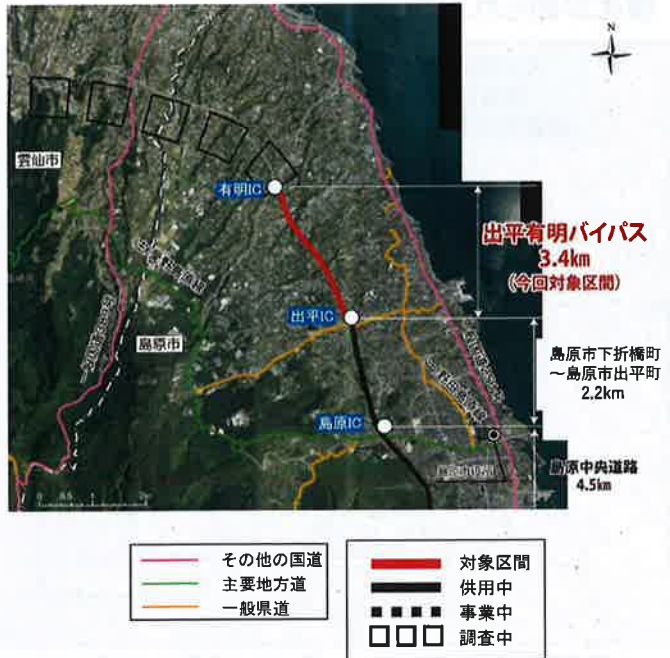 N
雲仙市
有明IC
出平有明バイパス
3.4km
(今回対象区間)
出平IC
島原市
島原市下折橋町
～島原市出平町
2.2km
島原IC
島原中央道路
4.5km
0 0.5 1
その他の国道
主要地方道
一般県道
対象区間
供用中
事業中
調査中